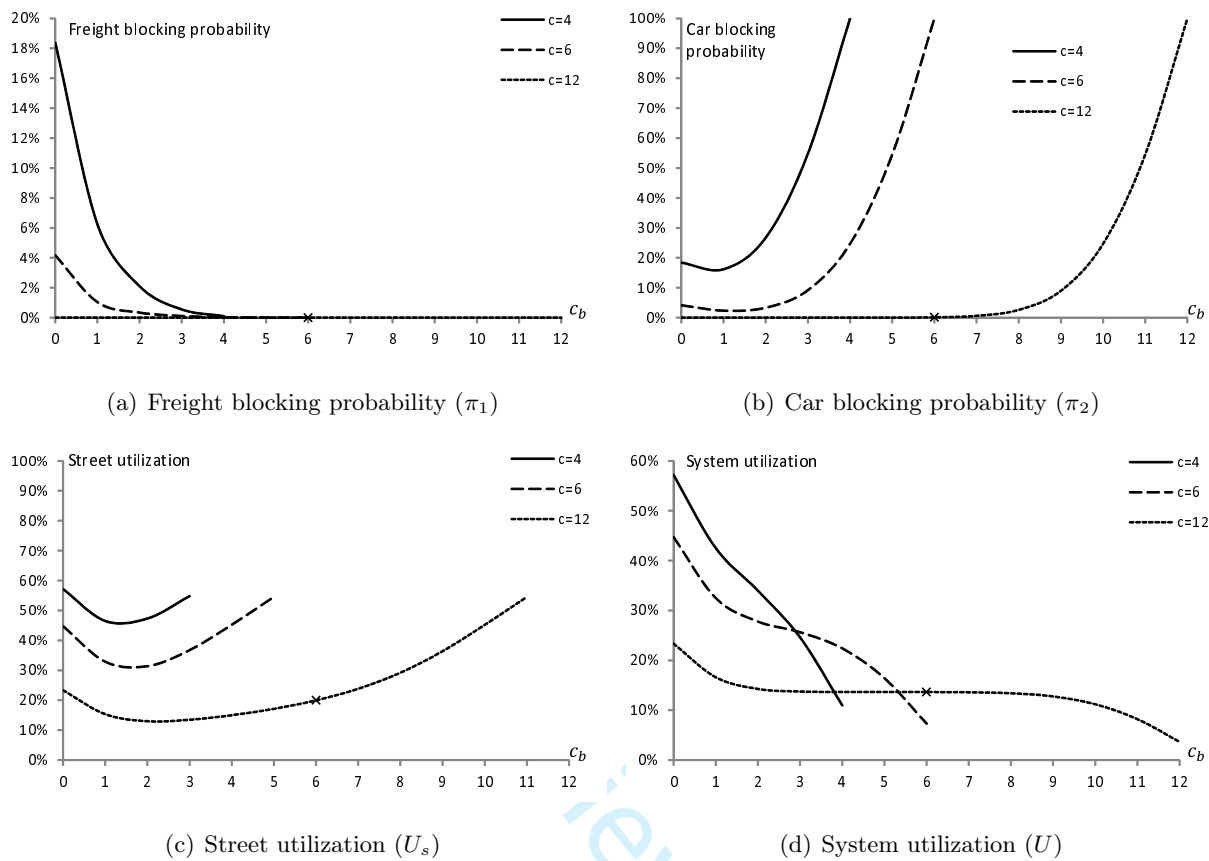 Freight blocking probability
c=4
c=6
c=12
20%
18%
16%
14%
12%
10%
8%
6%
4%
2%
0%
0 1 2 3 4 5 6 7 8 9 10 11 12
c_b
(a) Freight blocking probability (π₁)
Car blocking
probability
c=4
c=6
c=12
100%
90%
80%
70%
60%
50%
40%
30%
20%
10%
0%
0 1 2 3 4 5 6 7 8 9 10 11 12
c_b
(b) Car blocking probability (π₂)
Street utilization
c=4
c=6
c=12
100%
90%
80%
70%
60%
50%
40%
30%
20%
10%
0%
0 1 2 3 4 5 6 7 8 9 10 11 12
c_b
(c) Street utilization (U_s)
System utilization
c=4
c=6
c=12
60%
50%
40%
30%
20%
10%
0%
0 1 2 3 4 5 6 7 8 9 10 11 12
c_b
(d) System utilization (U)